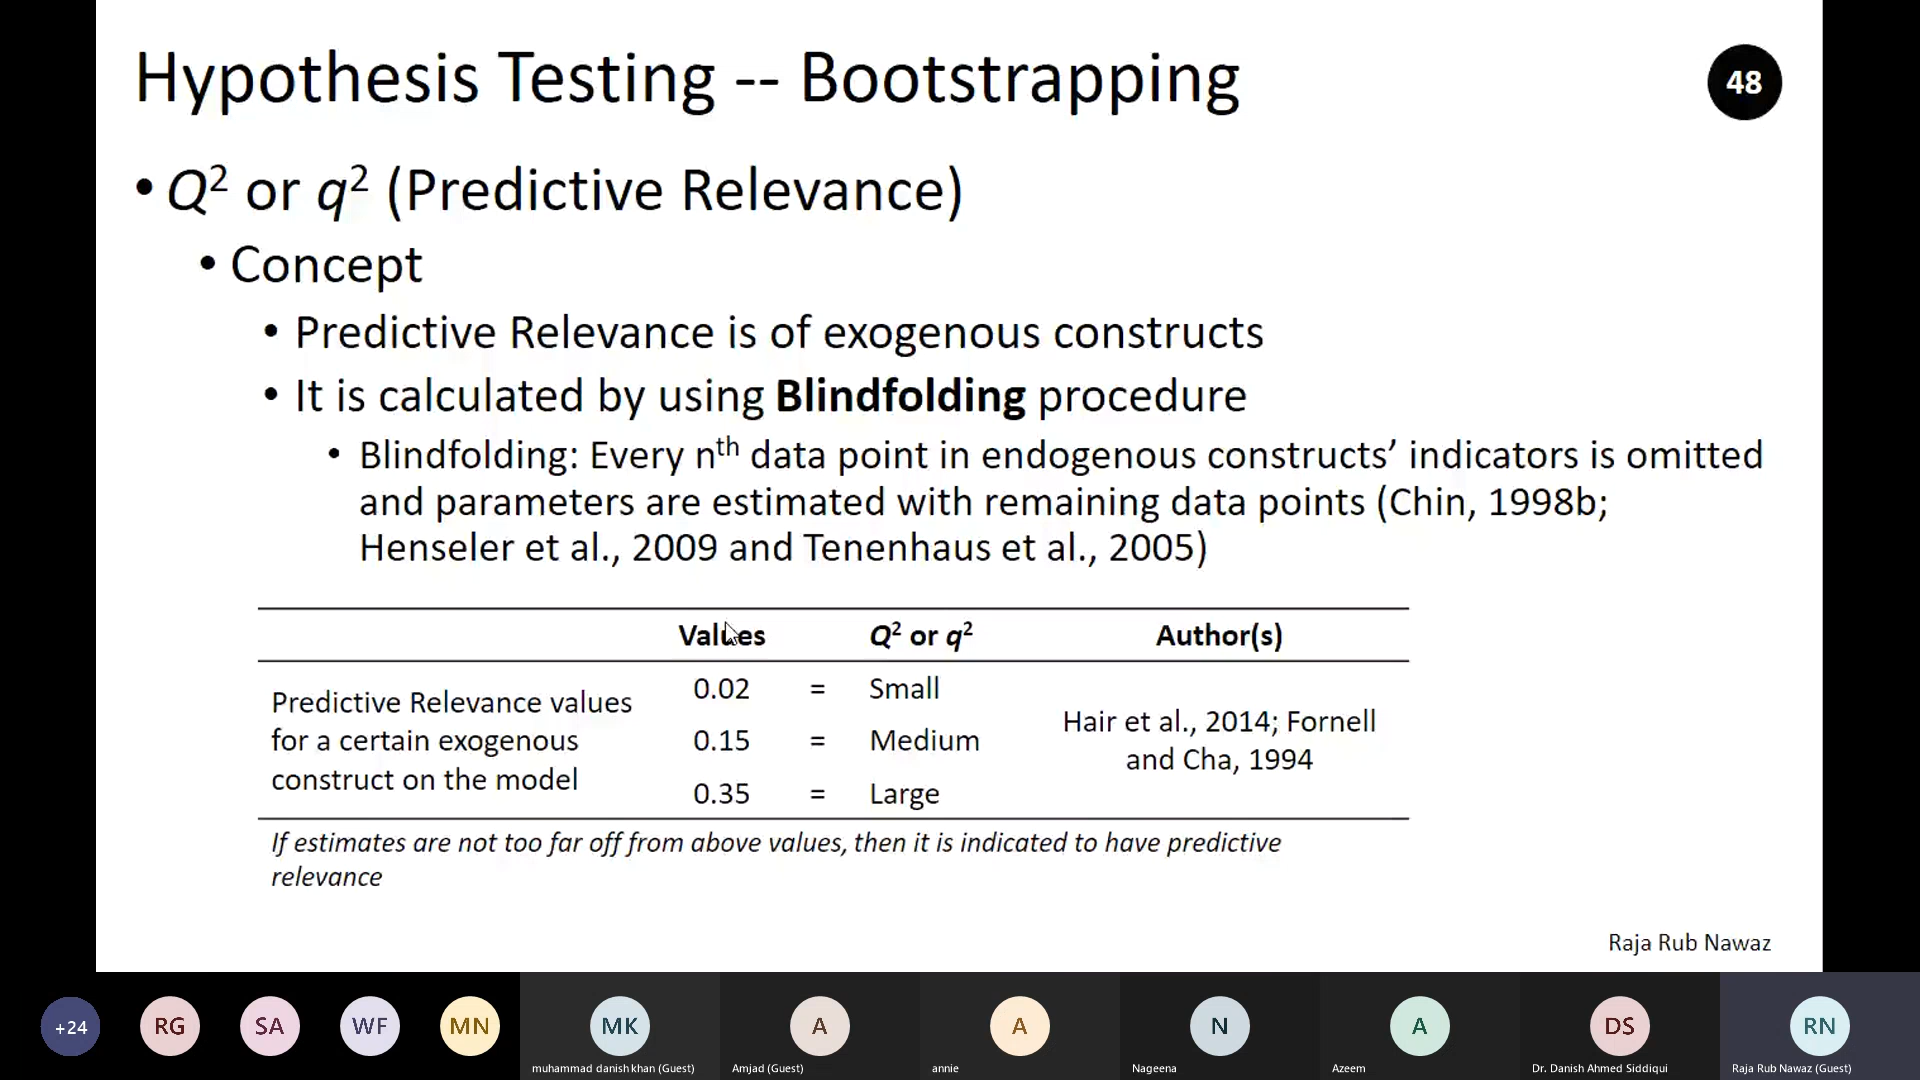 Hypothesis Testing -- Bootstrapping
48
• Q² or q² (Predictive Relevance)
• Concept
• Predictive Relevance is of exogenous constructs
• It is calculated by using Blindfolding procedure
• Blindfolding: Every nth data point in endogenous constructs’ indicators is omitted
and parameters are estimated with remaining data points (Chin, 1998b;
Henseler et al., 2009 and Tenenhaus et al., 2005)
Values Q² or q² Author(s)
Predictive Relevance values
for a certain exogenous
construct on the model
0.02 = Small
0.15 = Medium
0.35 = Large
Hair et al., 2014; Fornell
and Cha, 1994
If estimates are not too far off from above values, then it is indicated to have predictive
relevance
Raja Rub Nawaz
+24 RG SA WF MN MK A A N A DS RN
muhammad danish khan (Guest) Amjad (Guest) annie Nageena Azeem Dr. Danish Ahmed Siddiqui Raja Rub Nawaz (Guest)